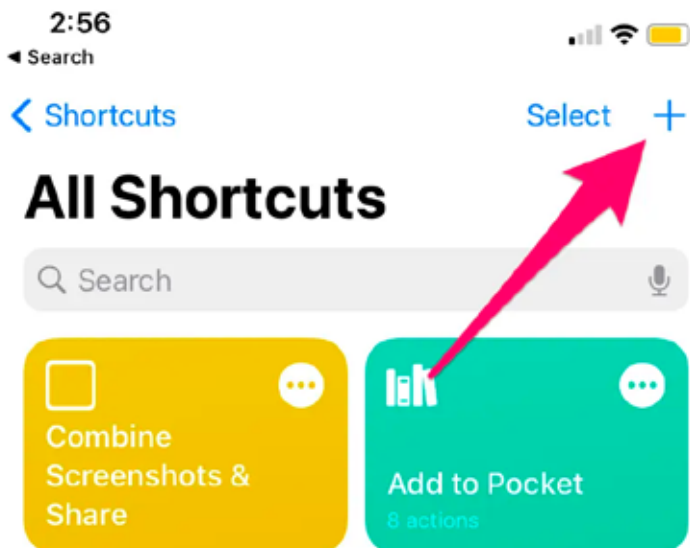 2:56
◀ Search
Shortcuts
Select +
All Shortcuts
Search
Combine
Screenshots &
Share
Add to Pocket
8 actions